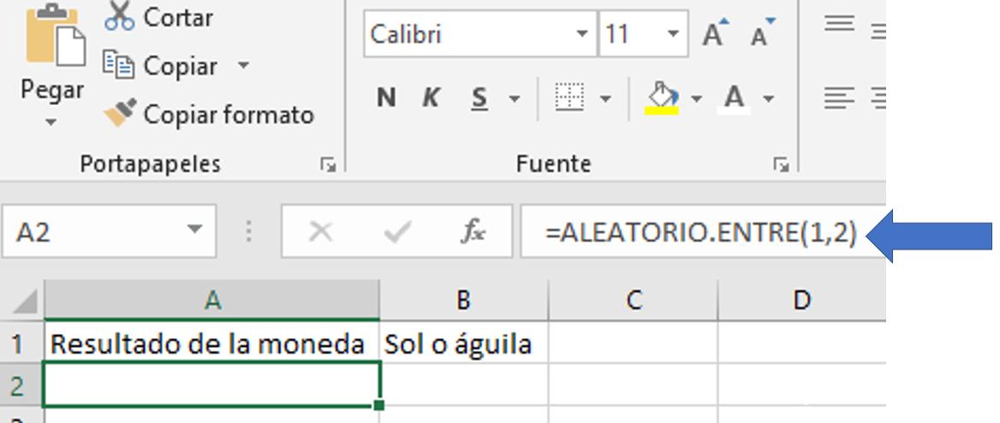 Cortar
Copiar
Pegar
Copiar formato
Portapapeles
Calibri 11 A A
N K S A
Fuente
A2 fx =ALEATORIO.ENTRE(1,2)
A B C D
1 Resultado de la moneda Sol o águila
2